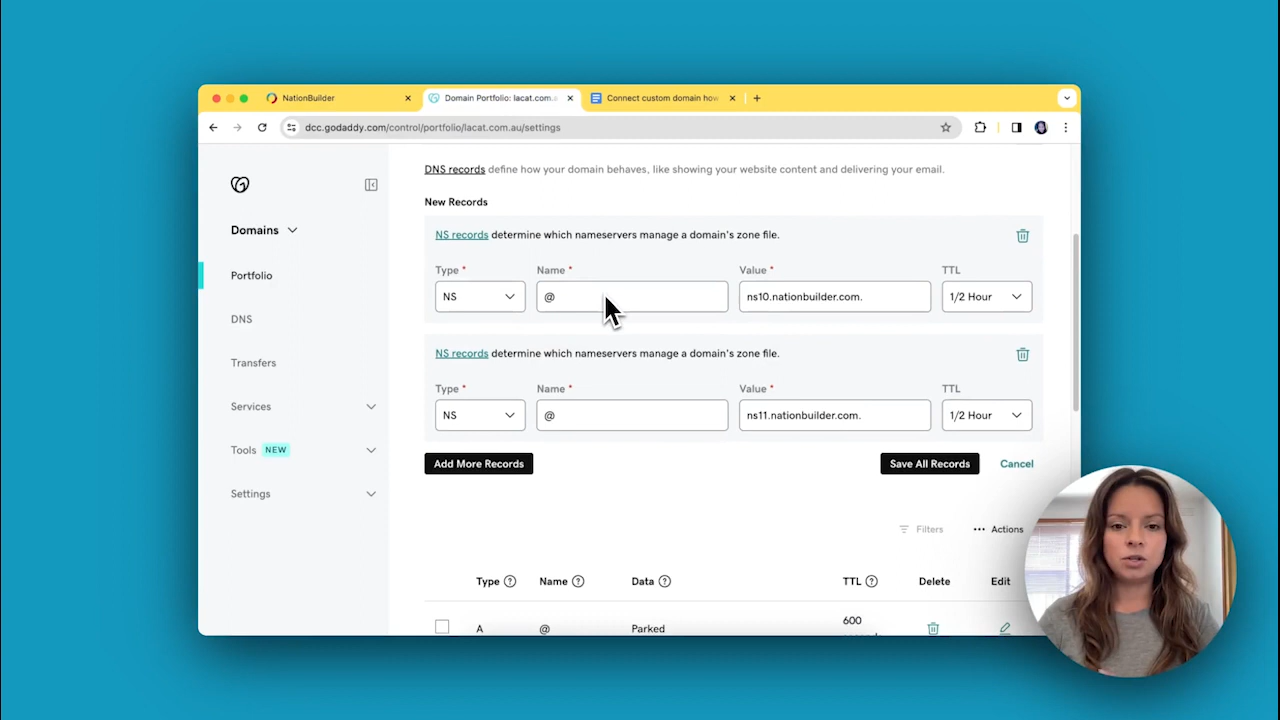 NationBuilder
Domain Portfolio: lacat.com.a
Connect custom domain how
dcc.godaddy.com/control/portfolio/lacat.com.au/settings
Domains
Portfolio
DNS
Transfers
Services
Tools NEW
Settings
DNS records define how your domain behaves, like showing your website content and delivering your email.
New Records
NS records determine which nameservers manage a domain's zone file.
Type * Name * Value * TTL
NS @ ns10.nationbuilder.com. 1/2 Hour
NS records determine which nameservers manage a domain's zone file.
Type * Name * Value * TTL
NS @ ns11.nationbuilder.com. 1/2 Hour
Add More Records Save All Records Cancel
Filters ••• Actions
Type ? Name ? Data ? TTL ? Delete Edit
A @ Parked 600